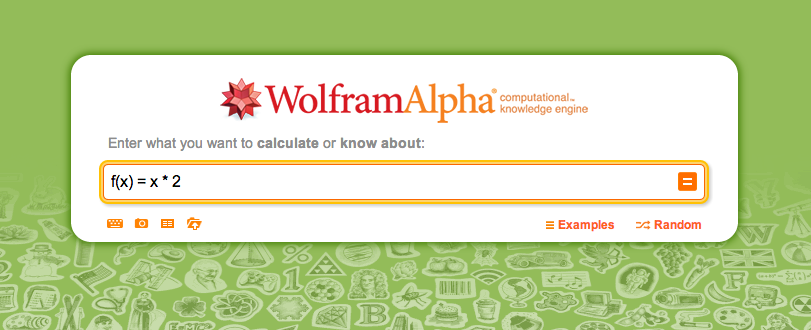 WolframAlpha® computational™
knowledge engine
Enter what you want to calculate or know about:
f(x) = x * 2
Examples Random